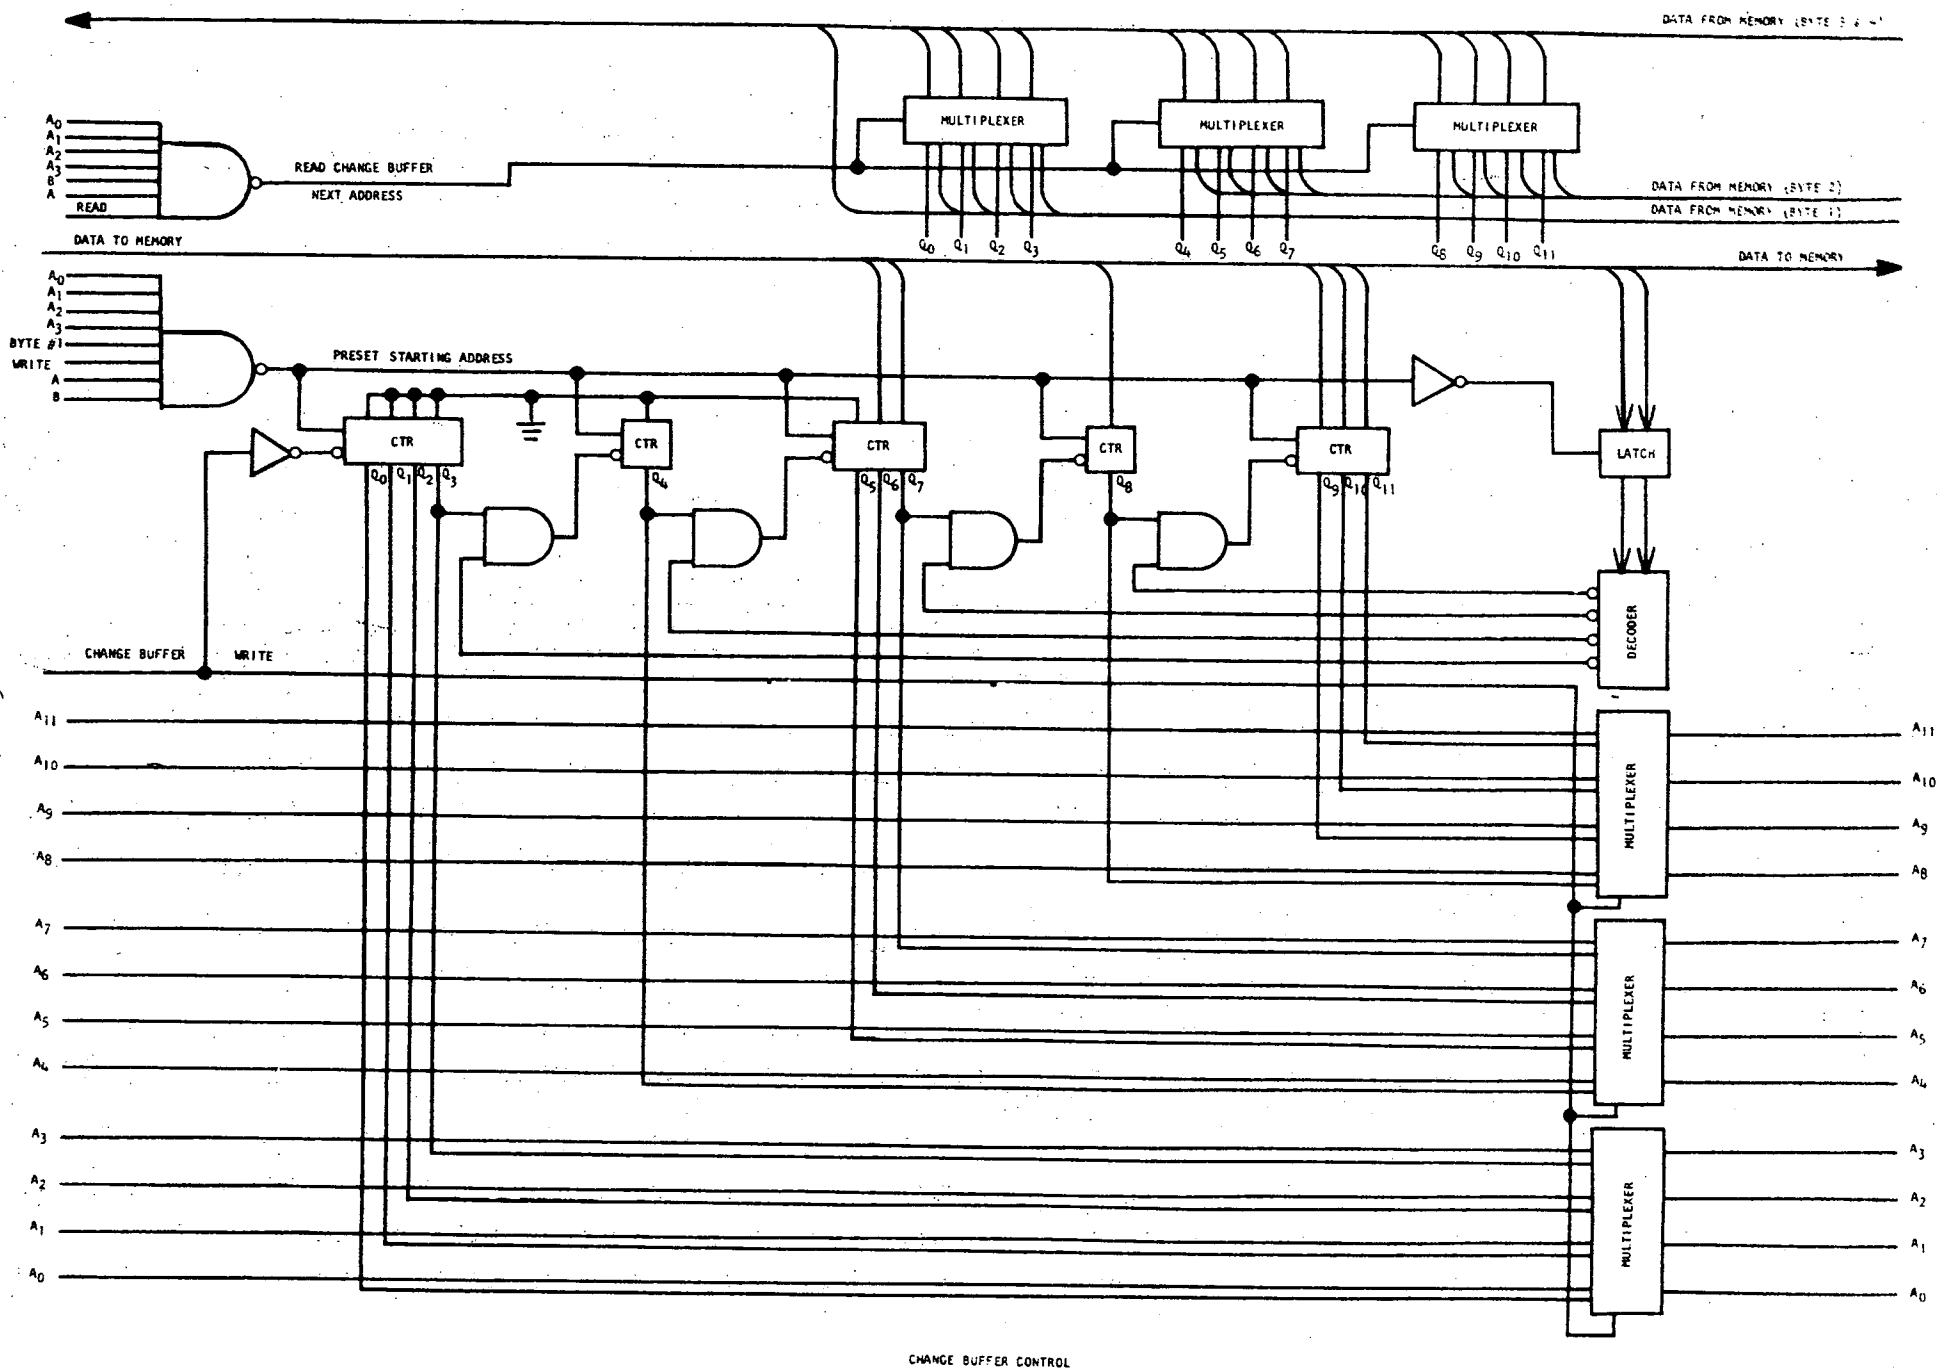 DATA FROM MEMORY (BYTE 3 & 4)
MULTIPLEXER
MULTIPLEXER
MULTIPLEXER
A0
A1
A2
A3
B
A
READ
READ CHANGE BUFFER
NEXT ADDRESS
DATA FROM MEMORY (BYTE 2)
DATA FROM MEMORY (BYTE 1)
Q0 Q1 Q2 Q3
Q4 Q5 Q6 Q7
Q8 Q9 Q10 Q11
DATA TO MEMORY
DATA TO MEMORY
A0
A1
A2
A3
BYTE #1
WRITE
A
B
PRESET STARTING ADDRESS
CTR
CTR
CTR
CTR
CTR
LATCH
Q0 Q1 Q2 Q3
Q4
Q5 Q6 Q7
Q8
Q9 Q10 Q11
DECODER
CHANGE BUFFER WRITE
A11
A11
A10
A10
A9
A9
A8
A8
MULTIPLEXER
A7
A7
A6
A6
A5
A5
A4
A4
MULTIPLEXER
A3
A3
A2
A2
A1
A1
A0
A0
MULTIPLEXER
CHANGE BUFFER CONTROL